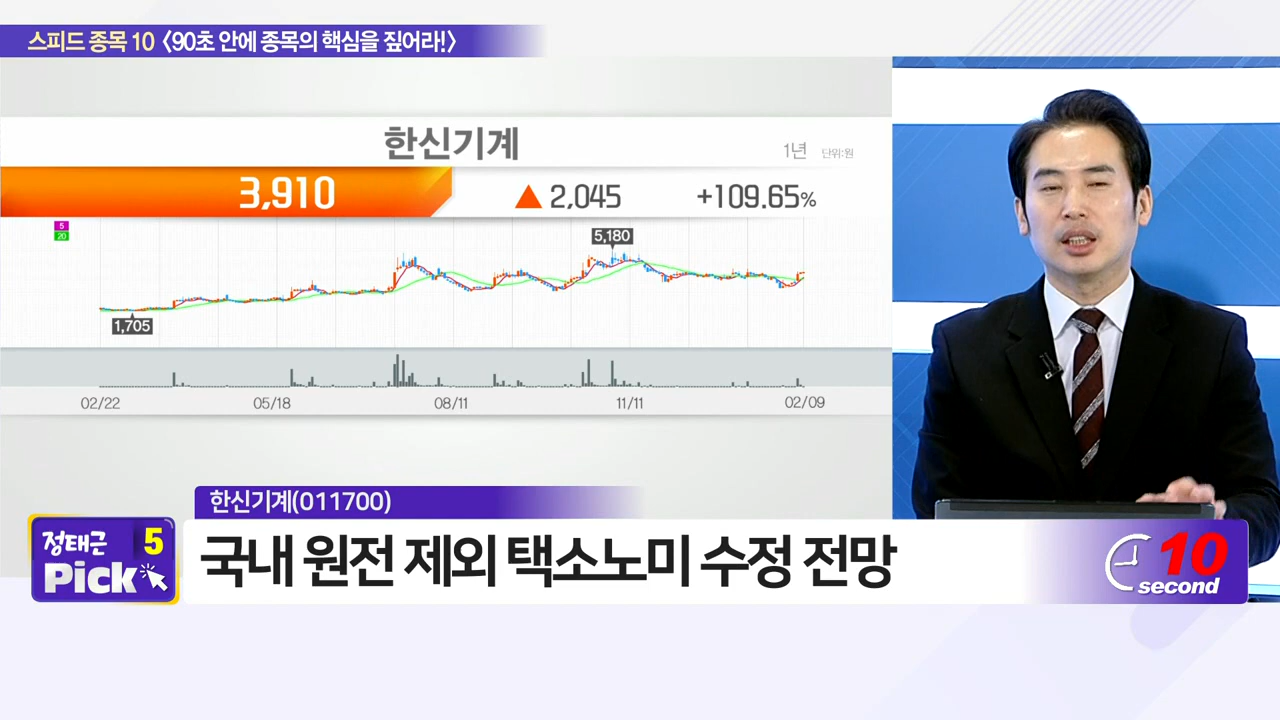 스피드 종목 10 〈90초 안에 종목의 핵심을 짚어라!〉
한신기계
1년 단위:원
3,910 ▲ 2,045 +109.65%
5
20
5,180
1,705
02/22 05/18 08/11 11/11 02/09
한신기계(011700)
정태근 5
Pick
국내 원전 제외 택소노미 수정 전망
10
second